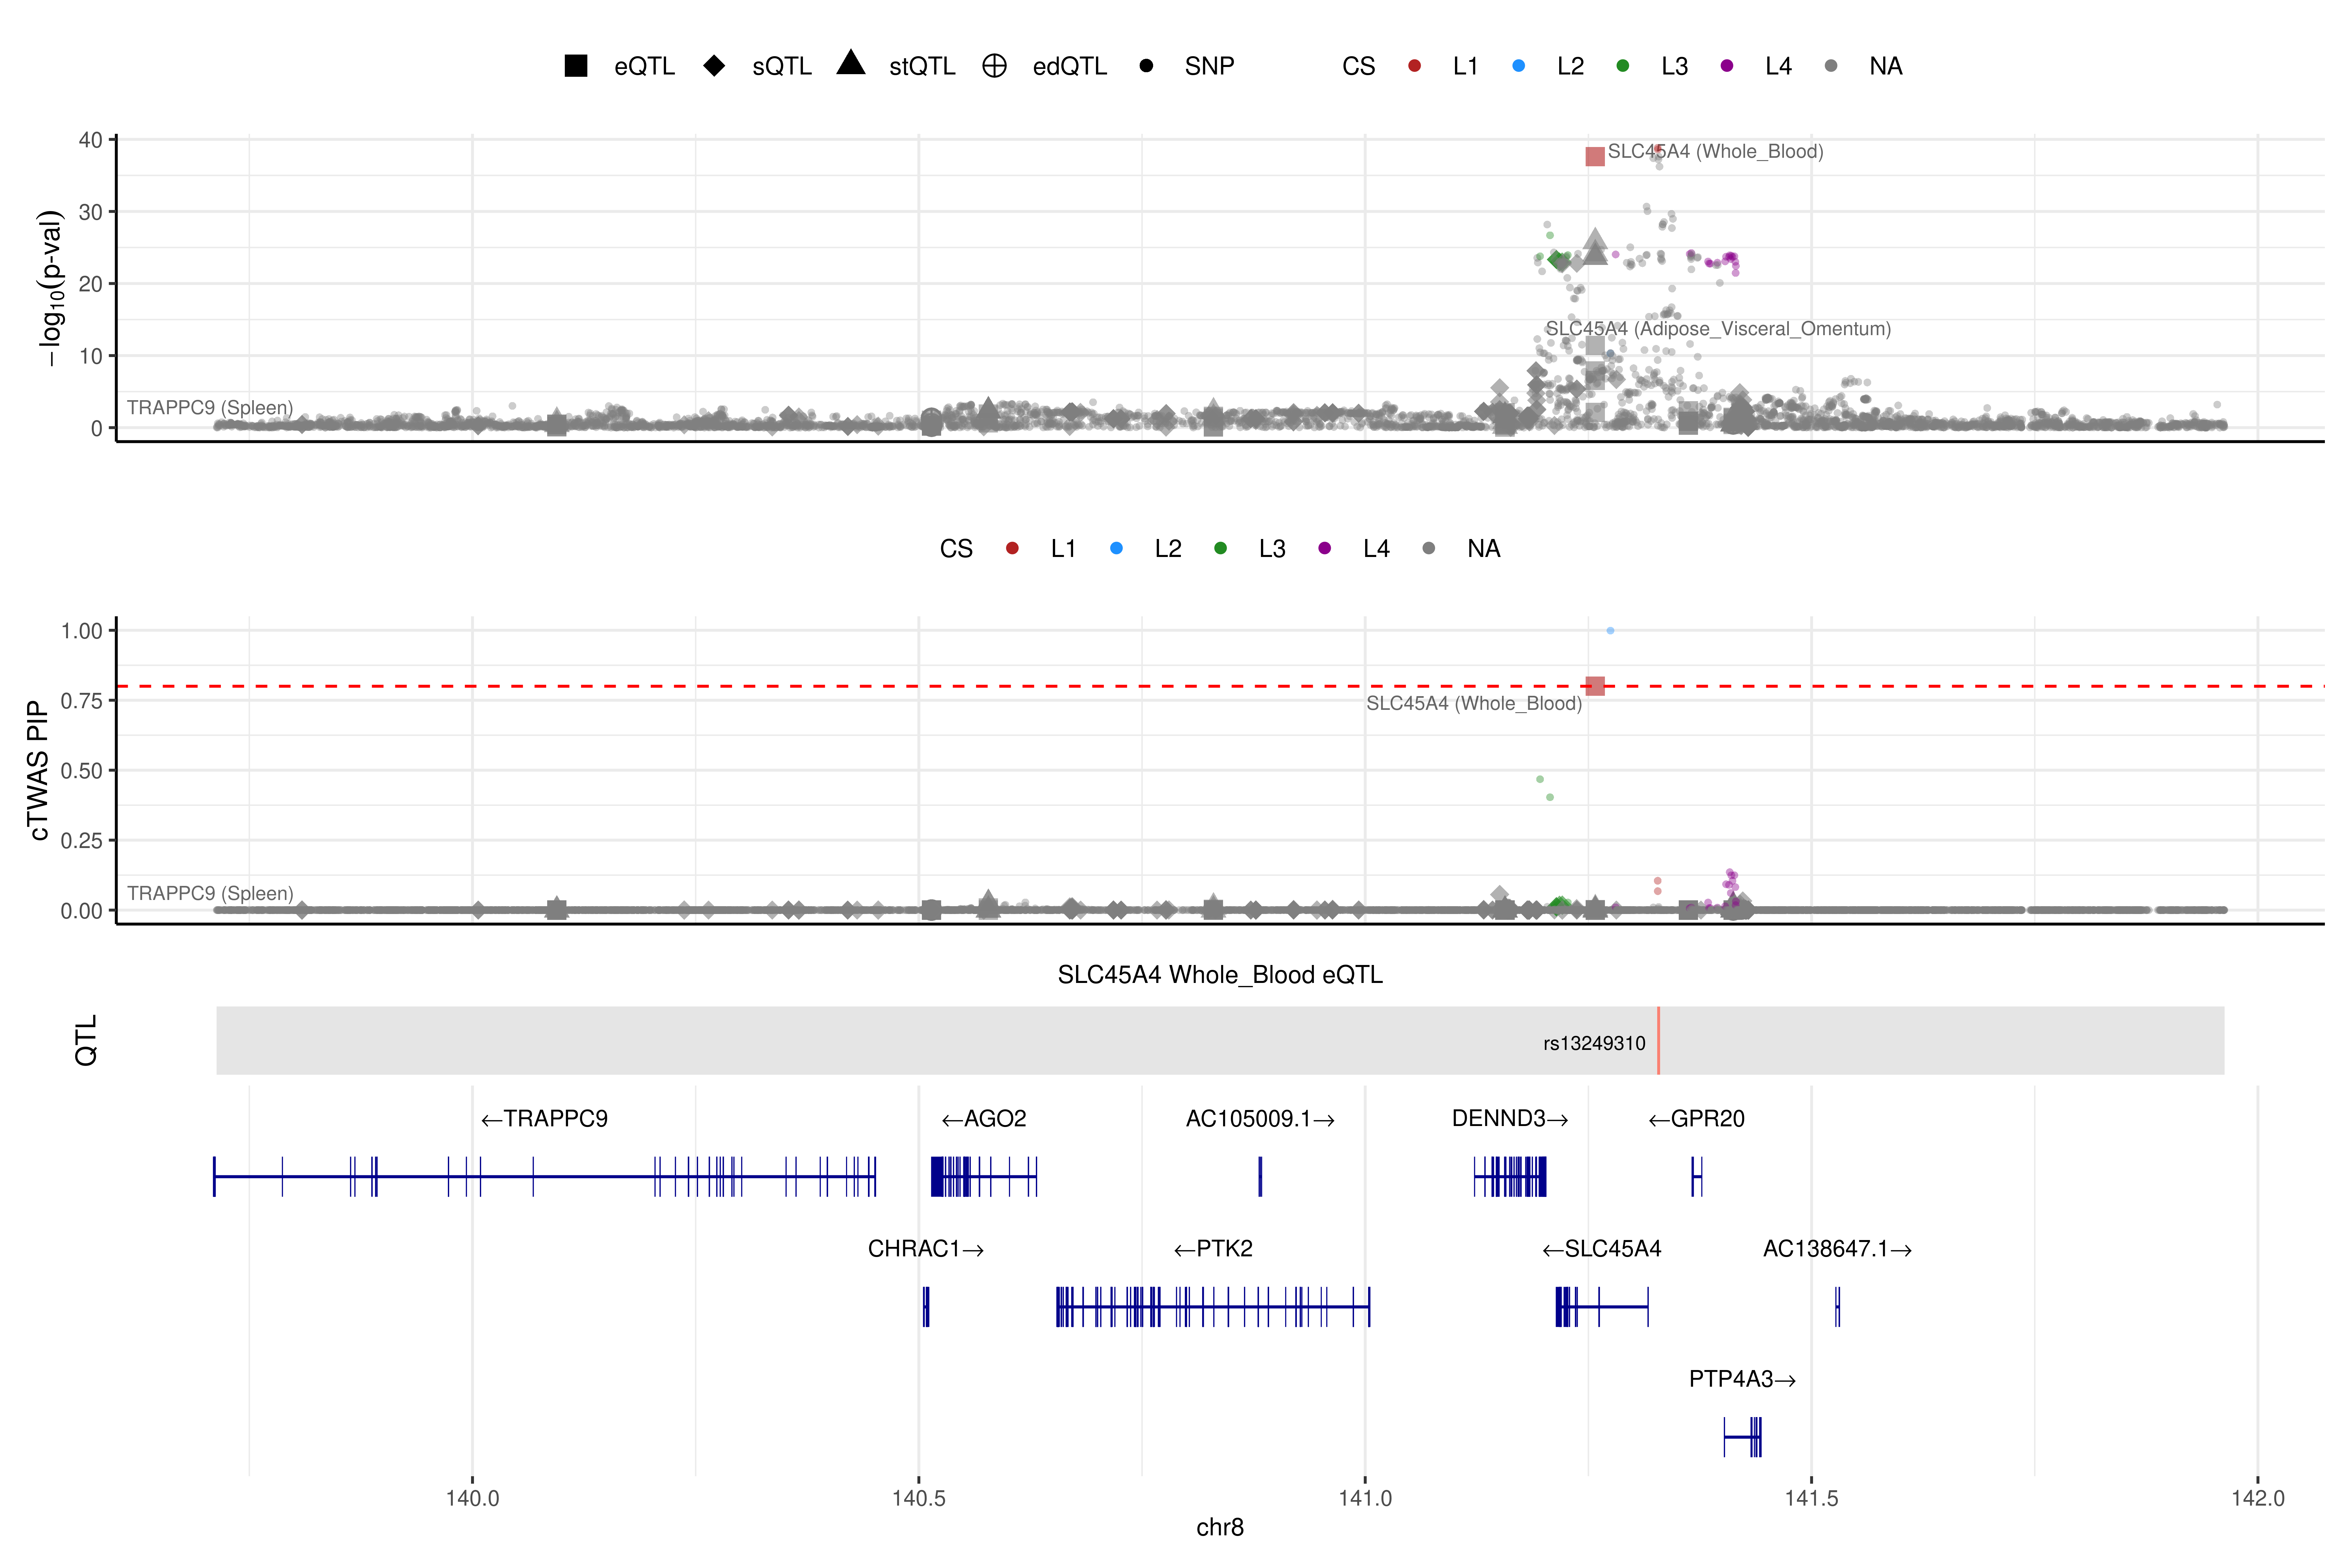 eQTL sQTL stQTL edQTL SNP CS L1 L2 L3 L4 NA
−log10(p-val)
40
30
20
10
0
SLC45A4 (Whole_Blood)
SLC45A4 (Adipose_Visceral_Omentum)
TRAPPC9 (Spleen)
CS L1 L2 L3 L4 NA
cTWAS PIP
1.00
0.75
0.50
0.25
0.00
SLC45A4 (Whole_Blood)
TRAPPC9 (Spleen)
SLC45A4 Whole_Blood eQTL
QTL
rs13249310
←TRAPPC9 ←AGO2 AC105009.1→ DENND3→ ←GPR20
CHRAC1→ ←PTK2 ←SLC45A4 AC138647.1→
PTP4A3→
140.0 140.5 141.0 141.5 142.0
chr8